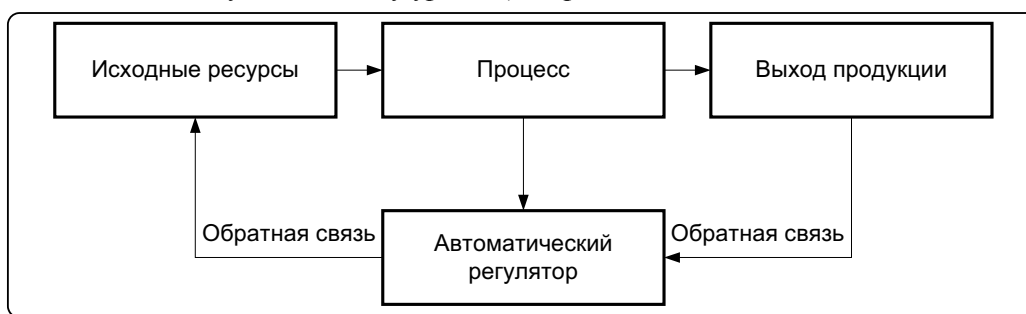 Исходные ресурсы
Процесс
Выход продукции
Обратная связь
Автоматический
регулятор
Обратная связь